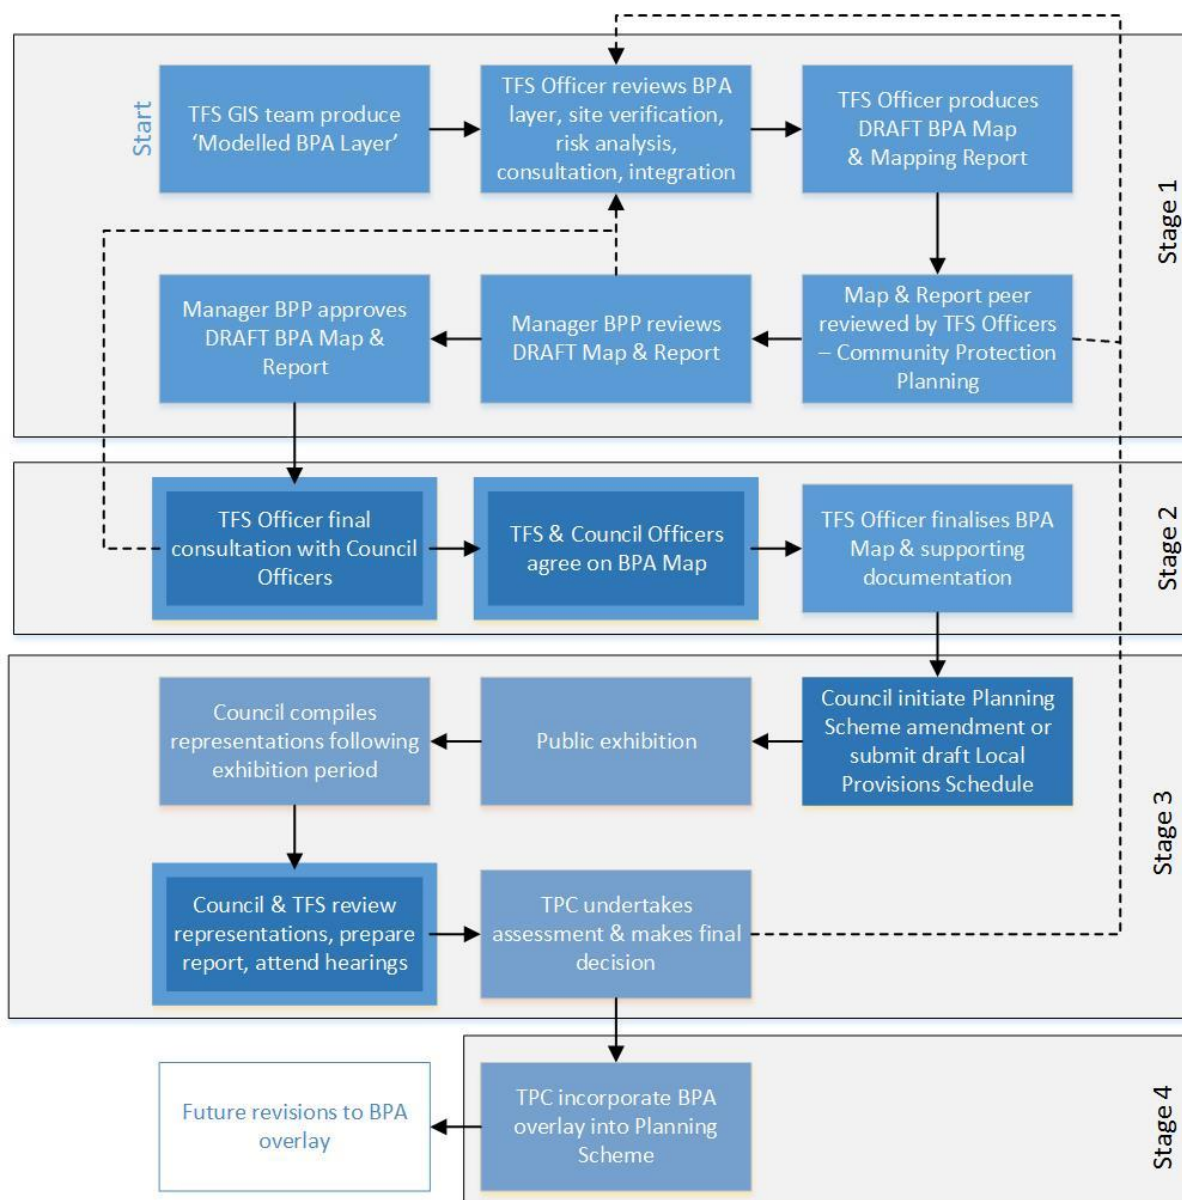 Start
TFS GIS team produce
‘Modelled BPA Layer’
TFS Officer reviews BPA
layer, site verification,
risk analysis,
consultation, integration
TFS Officer produces
DRAFT BPA Map
& Mapping Report
Stage 1
Manager BPP approves
DRAFT BPA Map &
Report
Manager BPP reviews
DRAFT Map & Report
Map & Report peer
reviewed by TFS Officers
– Community Protection
Planning
TFS Officer final
consultation with Council
Officers
TFS & Council Officers
agree on BPA Map
TFS Officer finalises BPA
Map & supporting
documentation
Stage 2
Council compiles
representations following
exhibition period
Public exhibition
Council initiate Planning
Scheme amendment or
submit draft Local
Provisions Schedule
Stage 3
Council & TFS review
representations, prepare
report, attend hearings
TPC undertakes
assessment & makes final
decision
Future revisions to BPA
overlay
TPC incorporate BPA
overlay into Planning
Scheme
Stage 4